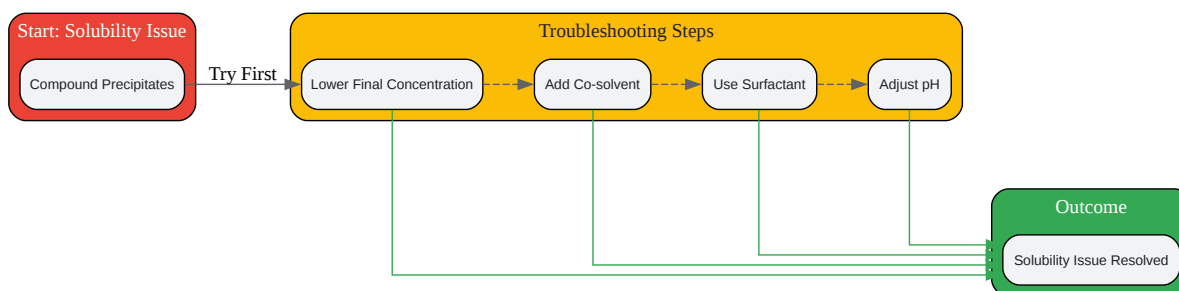 Start: Solubility Issue
Compound Precipitates
Try First
Troubleshooting Steps
Lower Final Concentration
Add Co-solvent
Use Surfactant
Adjust pH
Outcome
Solubility Issue Resolved